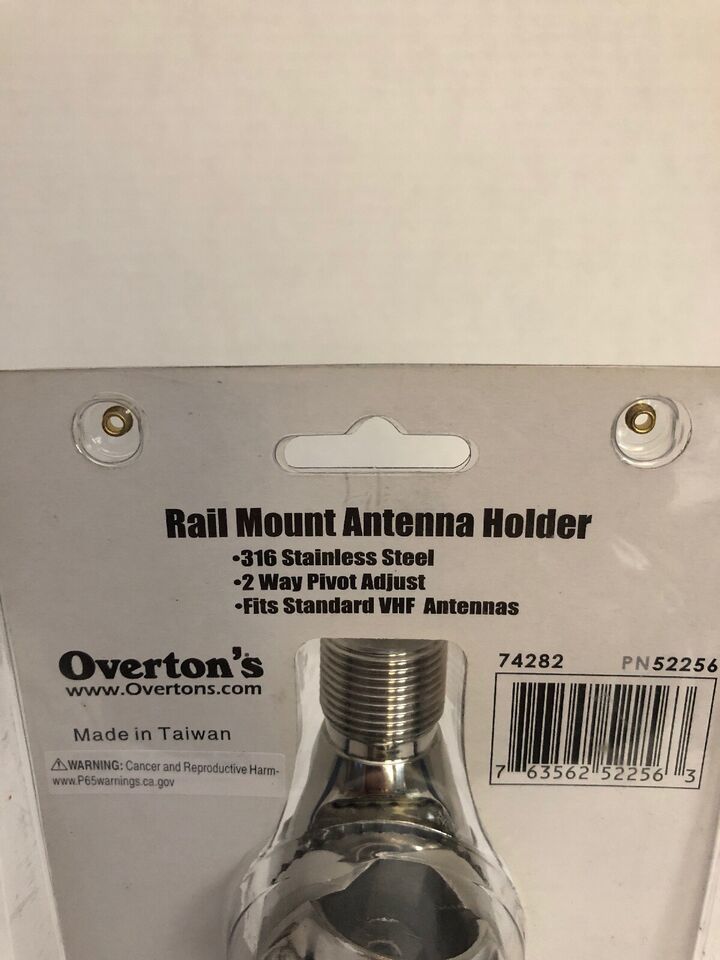 Rail Mount Antenna Holder
•316 Stainless Steel
•2 Way Pivot Adjust
•Fits Standard VHF Antennas
Overton's
www.Overtons.com
Made in Taiwan
⚠WARNING: Cancer and Reproductive Harm-
www.P65warnings.ca.gov
74282 PN52256
7 63562 52256 3